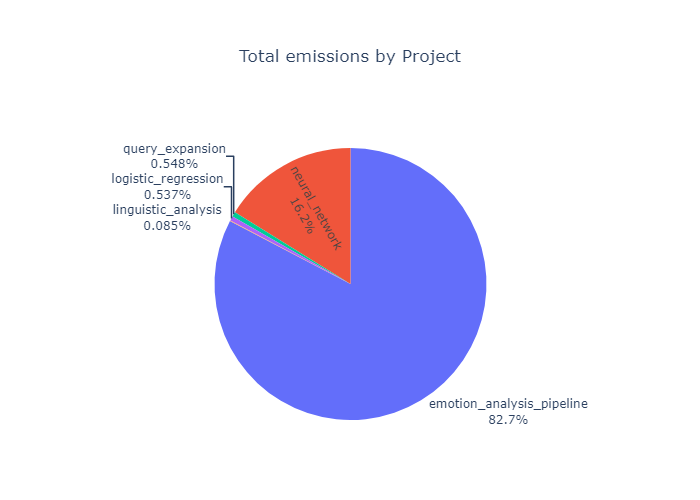 Total emissions by Project
query_expansion
0.548%
logistic_regression
0.537%
linguistic_analysis
0.085%
neural_network
16.2%
emotion_analysis_pipeline
82.7%